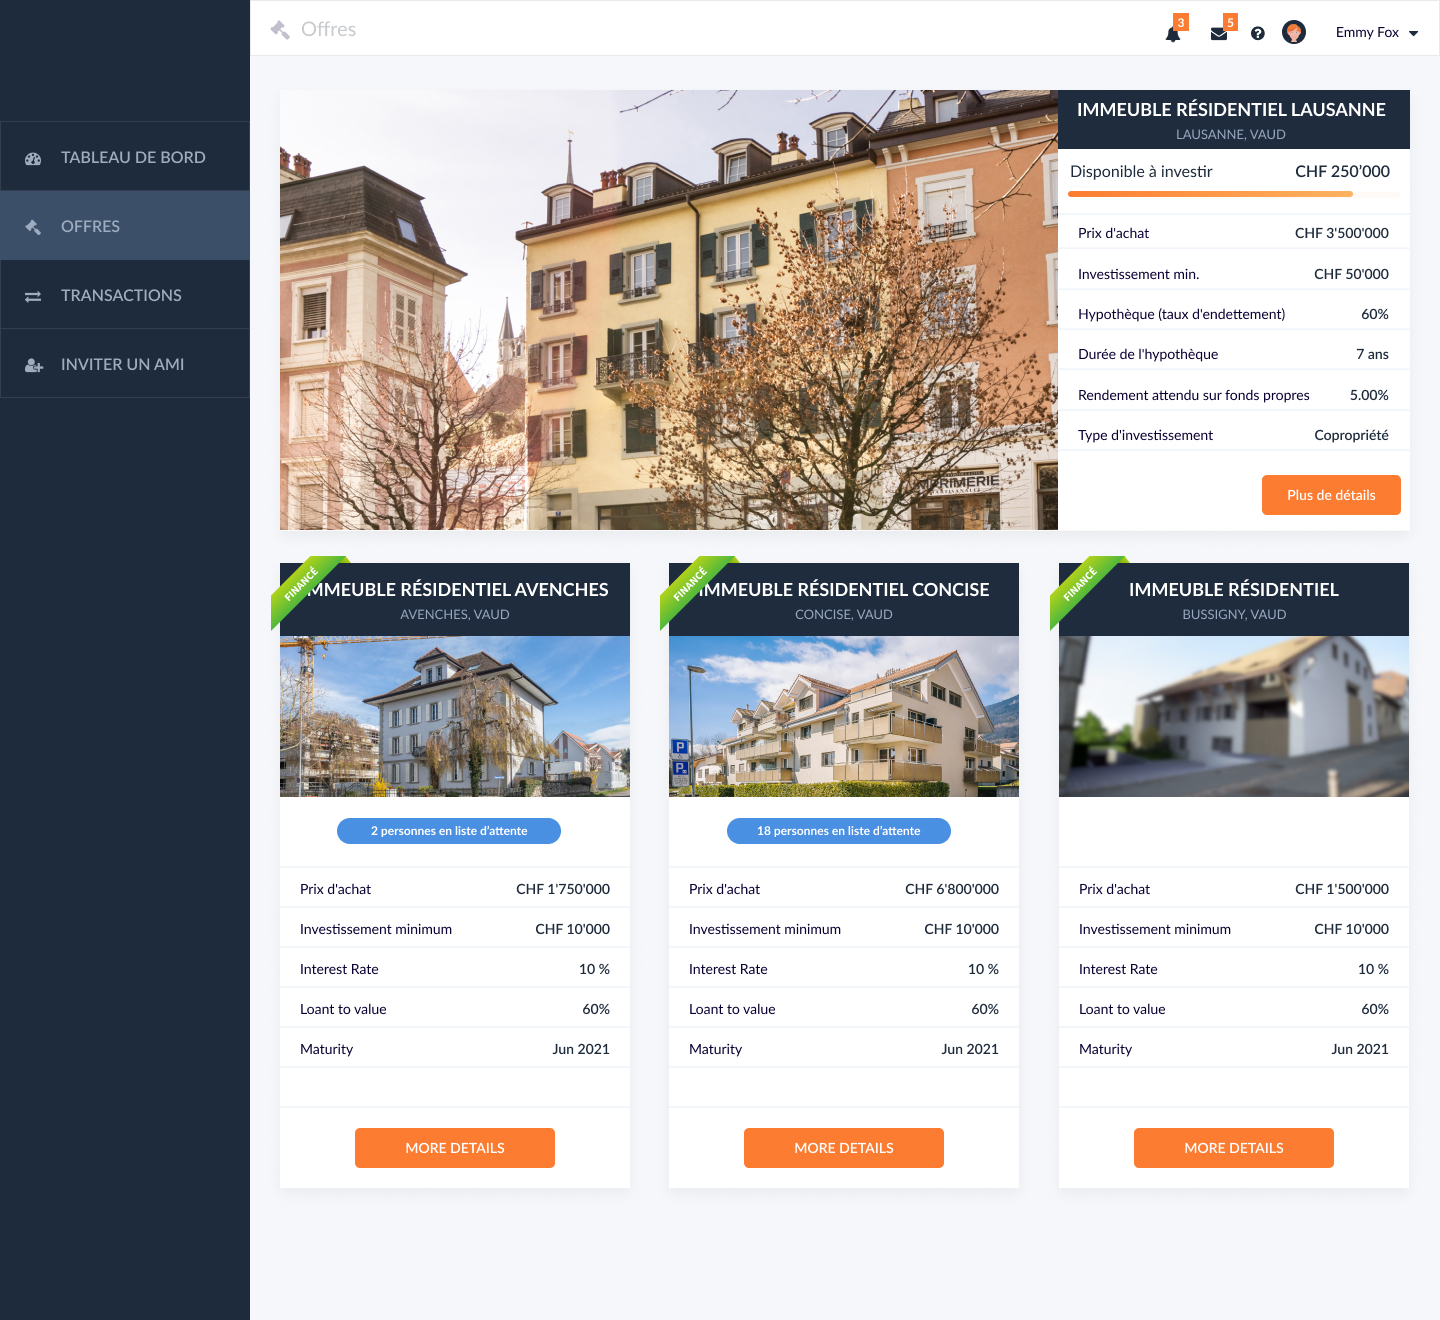 Offres
3
5
Emmy Fox
TABLEAU DE BORD
OFFRES
TRANSACTIONS
INVITER UN AMI
IMMEUBLE RÉSIDENTIEL LAUSANNE
LAUSANNE, VAUD
Disponible à investir CHF 250’000
Prix d'achat CHF 3'500'000
Investissement min. CHF 50'000
Hypothèque (taux d'endettement) 60%
Durée de l'hypothèque 7 ans
Rendement attendu sur fonds propres 5.00%
Type d'investissement Copropriété
Plus de détails
IMPRIMERIE
FINANCÉ
MMEUBLE RÉSIDENTIEL AVENCHES
AVENCHES, VAUD
2 personnes en liste d’attente
Prix d'achat CHF 1'750'000
Investissement minimum CHF 10'000
Interest Rate 10 %
Loant to value 60%
Maturity Jun 2021
MORE DETAILS
FINANCÉ
IMMEUBLE RÉSIDENTIEL CONCISE
CONCISE, VAUD
P
P
18 personnes en liste d’attente
Prix d'achat CHF 6'800'000
Investissement minimum CHF 10'000
Interest Rate 10 %
Loant to value 60%
Maturity Jun 2021
MORE DETAILS
FINANCÉ
IMMEUBLE RÉSIDENTIEL
BUSSIGNY, VAUD
Prix d'achat CHF 1'500'000
Investissement minimum CHF 10'000
Interest Rate 10 %
Loant to value 60%
Maturity Jun 2021
MORE DETAILS